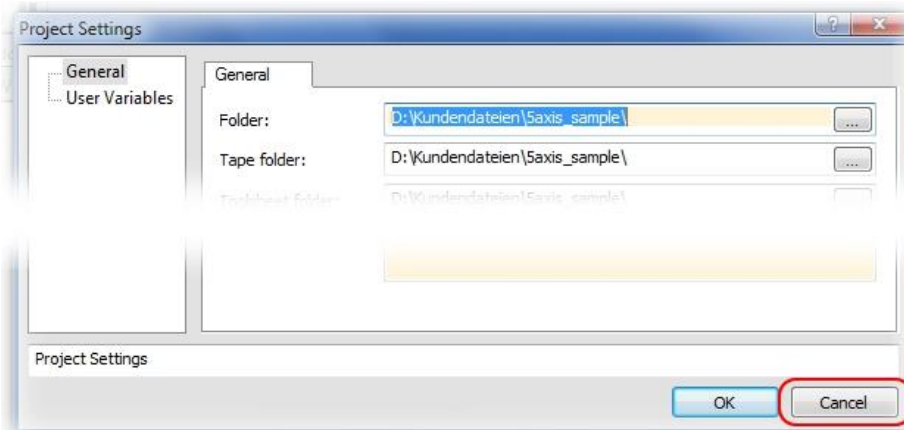 Project Settings
General
User Variables
General
Folder: D:\Kundendateien\5axis_sample\ ...
Tape folder: D:\Kundendateien\5axis_sample\ ...
folder: D:\Kundendateien\5axis_sample\
Project Settings
OK Cancel